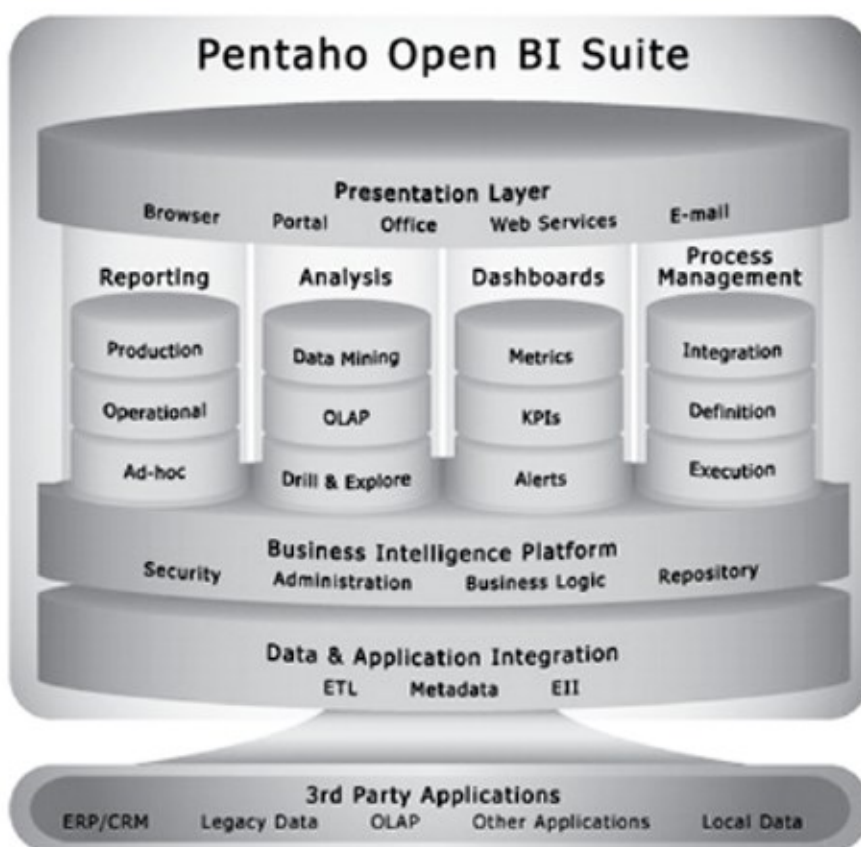 Pentaho Open BI Suite
Presentation Layer
Browser Portal Office Web Services E-mail
Reporting Analysis Dashboards Process Management
Production Data Mining Metrics Integration
Operational OLAP KPIs Definition
Ad-hoc Drill & Explore Alerts Execution
Business Intelligence Platform
Security Administration Business Logic Repository
Data & Application Integration
ETL Metadata EII
3rd Party Applications
ERP/CRM Legacy Data OLAP Other Applications Local Data